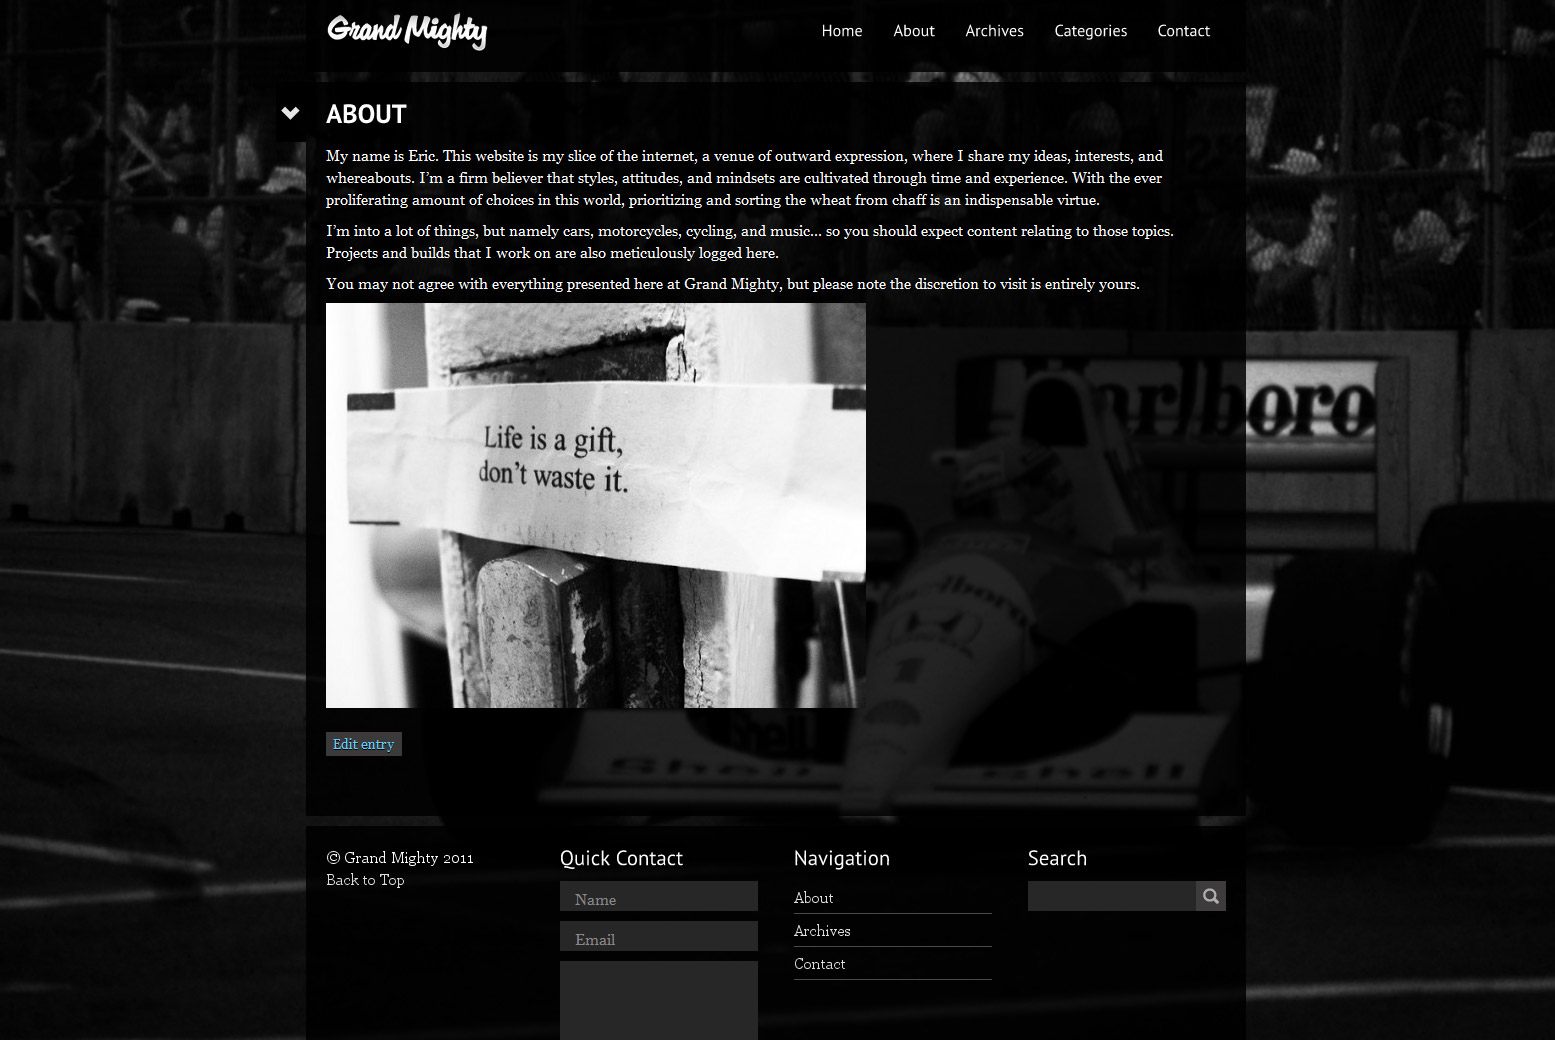 Grand Mighty
Home About Archives Categories Contact
ABOUT
My name is Eric. This website is my slice of the internet, a venue of outward expression, where I share my ideas, interests, and
whereabouts. I’m a firm believer that styles, attitudes, and mindsets are cultivated through time and experience. With the ever
proliferating amount of choices in this world, prioritizing and sorting the wheat from chaff is an indispensable virtue.
I’m into a lot of things, but namely cars, motorcycles, cycling, and music... so you should expect content relating to those topics.
Projects and builds that I work on are also meticulously logged here.
You may not agree with everything presented here at Grand Mighty, but please note the discretion to visit is entirely yours.
Life is a gift,
don’t waste it.
arlboro
Marlboro
1
Shell
Shell Shell
Edit entry
© Grand Mighty 2011
Back to Top
Quick Contact
Name
Email
Navigation
About
Archives
Contact
Search